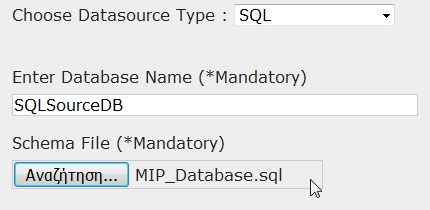 Choose Datasource Type : SQL
Enter Database Name (*Mandatory)
SQLSourceDB
Schema File (*Mandatory)
Αναζήτηση... MIP_Database.sql